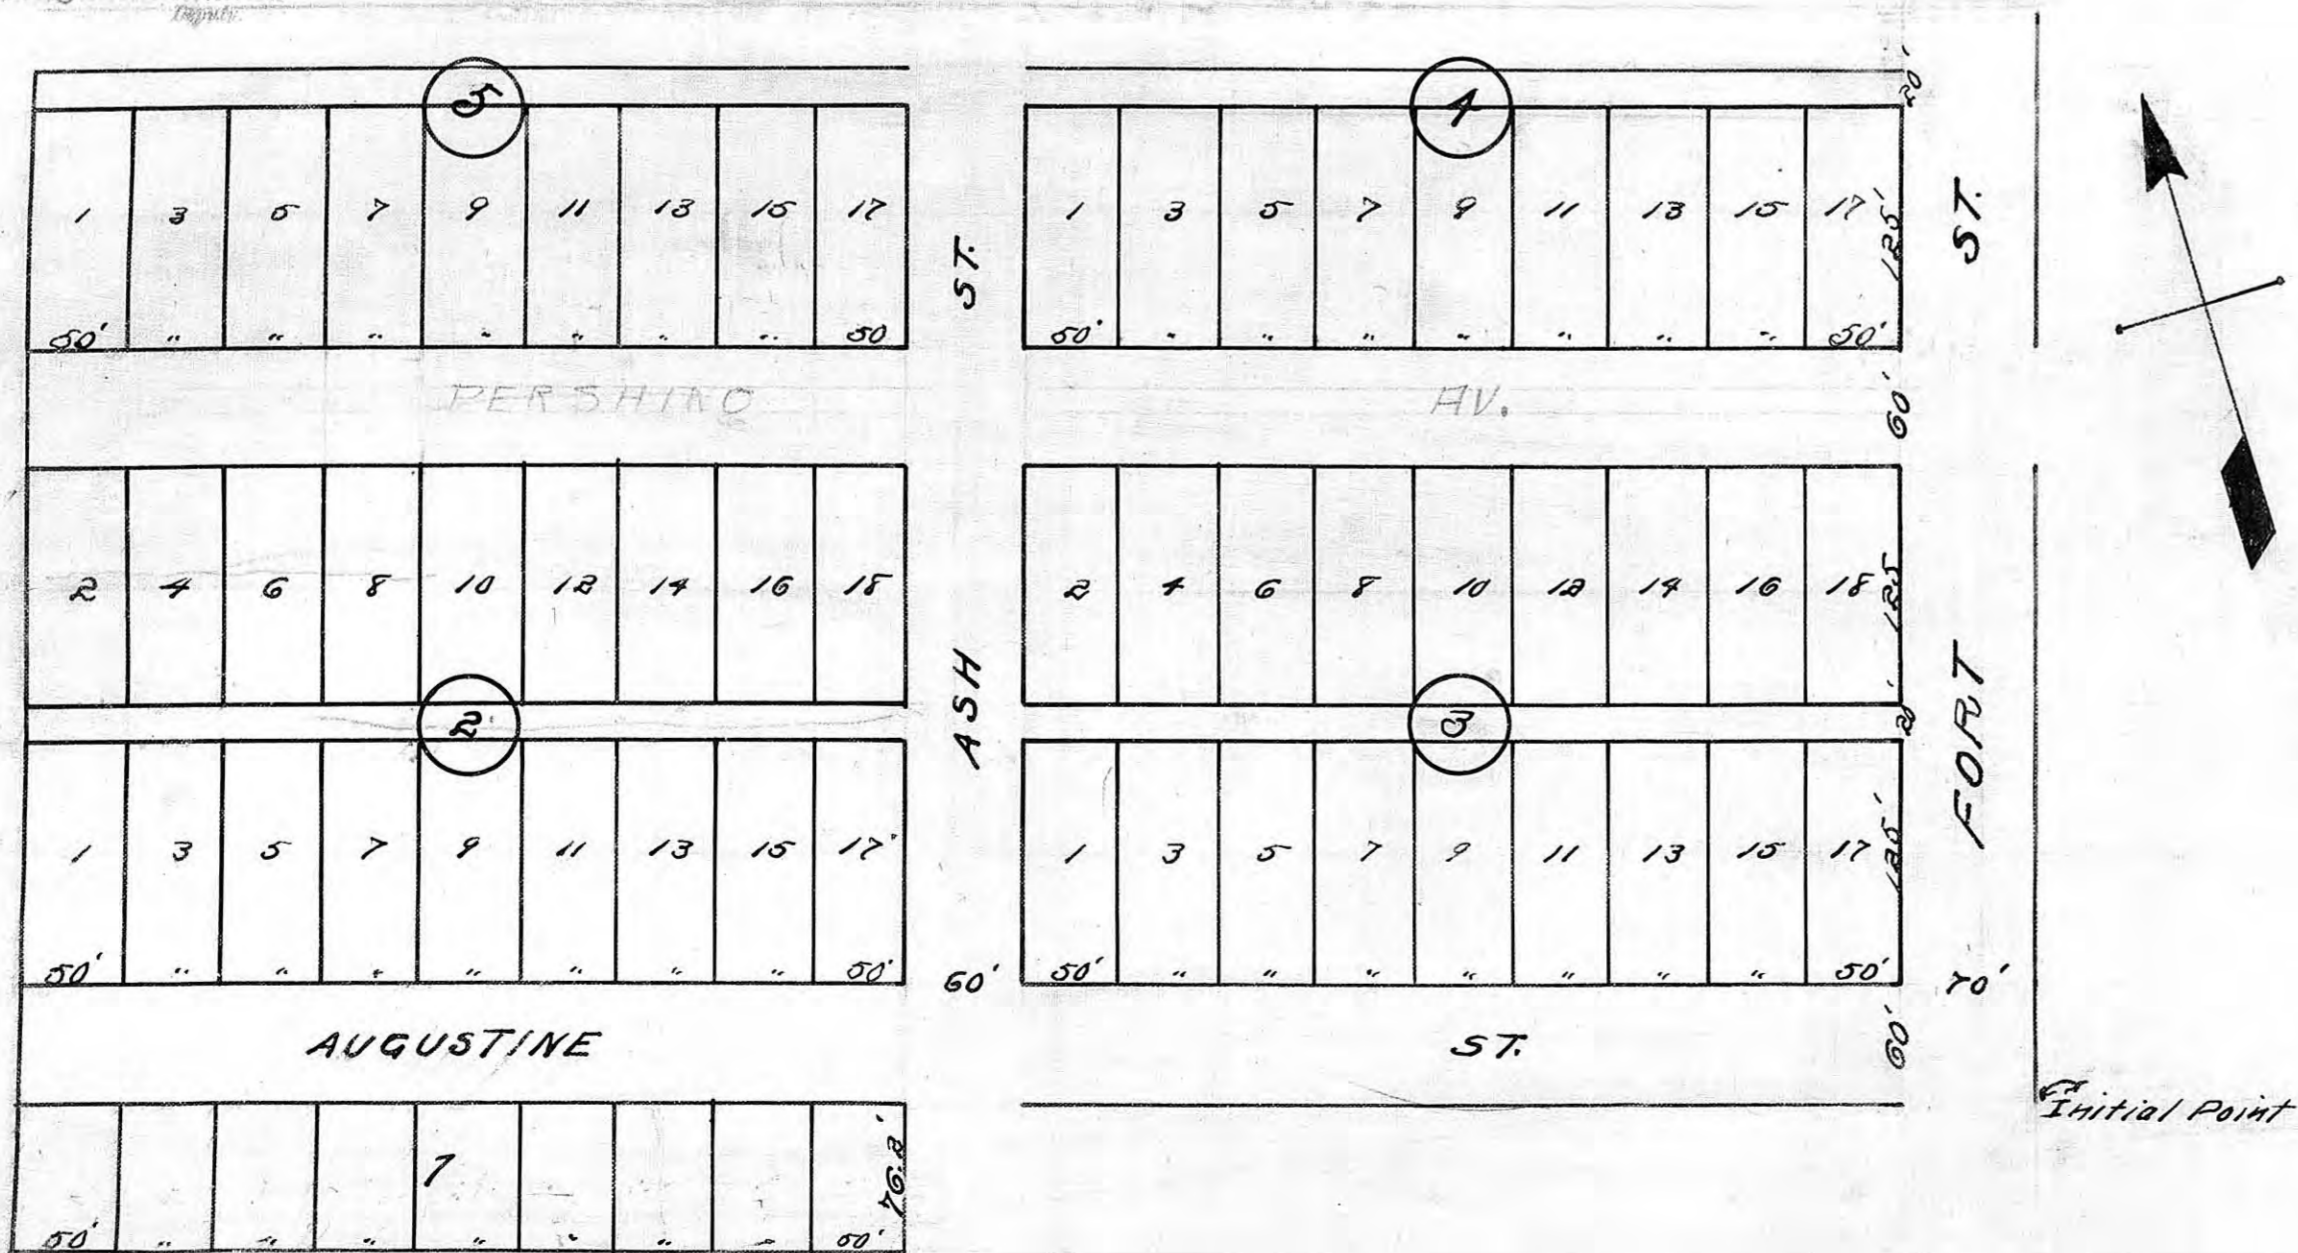 Deputy.
20'
5 4
1 3 5 7 9 11 13 15 17
1 3 5 7 9 11 13 15 17 125'
ST.
ST.
50' " " " " " " " 50
50' " " " " " " " 50'
PERSHING AV. 60'
2 4 6 8 10 12 14 16 18
2 4 6 8 10 12 14 16 18 125'
ASH
FORT
2 3 20'
1 3 5 7 9 11 13 15 17
1 3 5 7 9 11 13 15 17 125'
50' " " " " " " " 50' 60'
50' " " " " " " " 50' 70'
AUGUSTINE ST. 60'
Initial Point
1 76.2'
50' " " " " " " " 50'